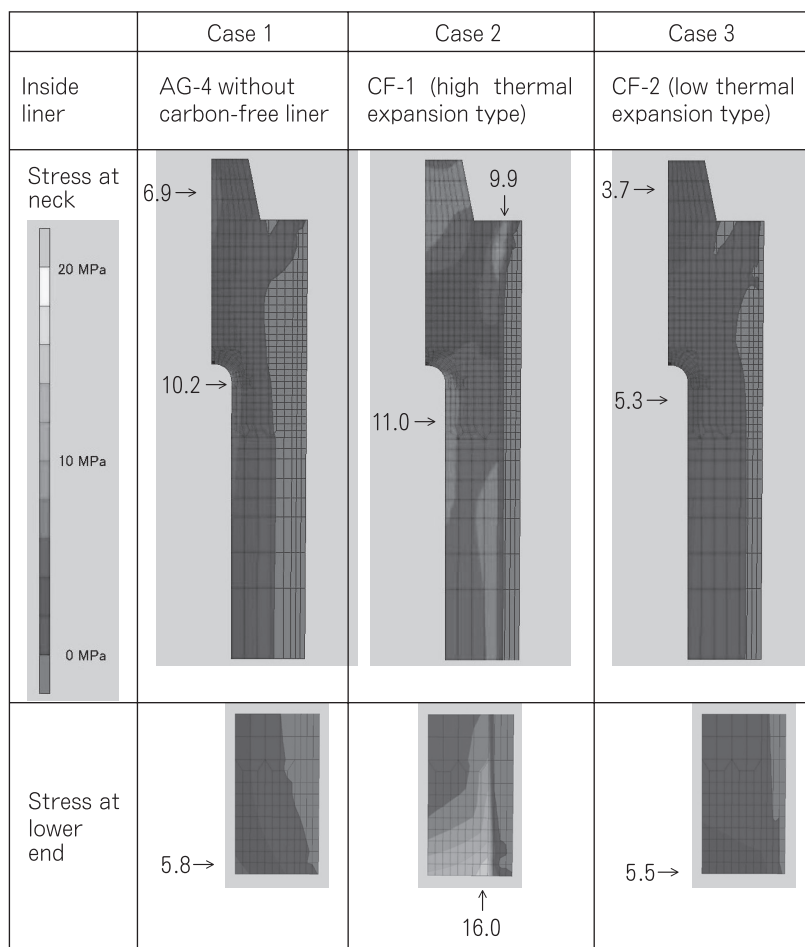 Case 1
Case 2
Case 3
Inside
liner
AG-4 without
carbon-free liner
CF-1 (high thermal
expansion type)
CF-2 (low thermal
expansion type)
Stress at
neck
20 MPa
10 MPa
0 MPa
6.9→
10.2→
9.9
↓
11.0→
3.7→
5.3→
Stress at
lower
end
5.8→
↑
16.0
5.5→